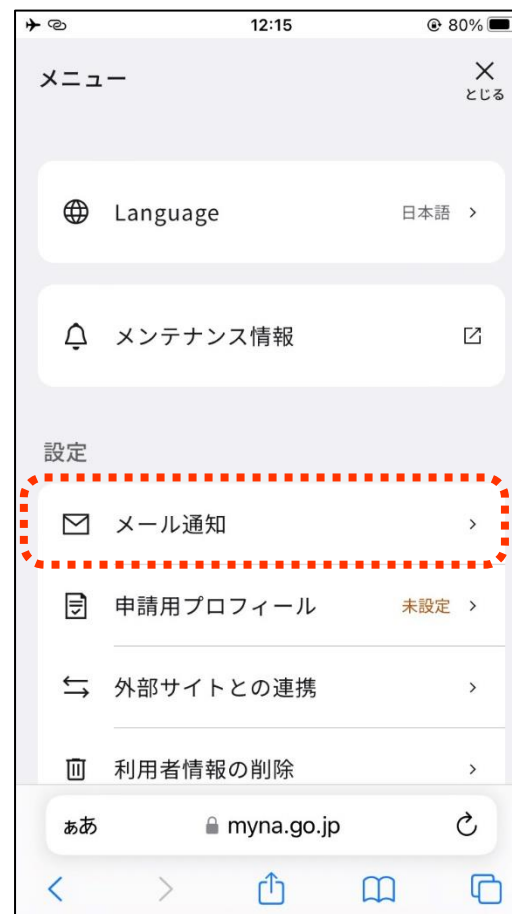 12:15
80%
メニュー
とじる
Language 日本語
メンテナンス情報
設定
メール通知
申請用プロフィール 未設定
外部サイトとの連携
利用者情報の削除
ぁあ myna.go.jp